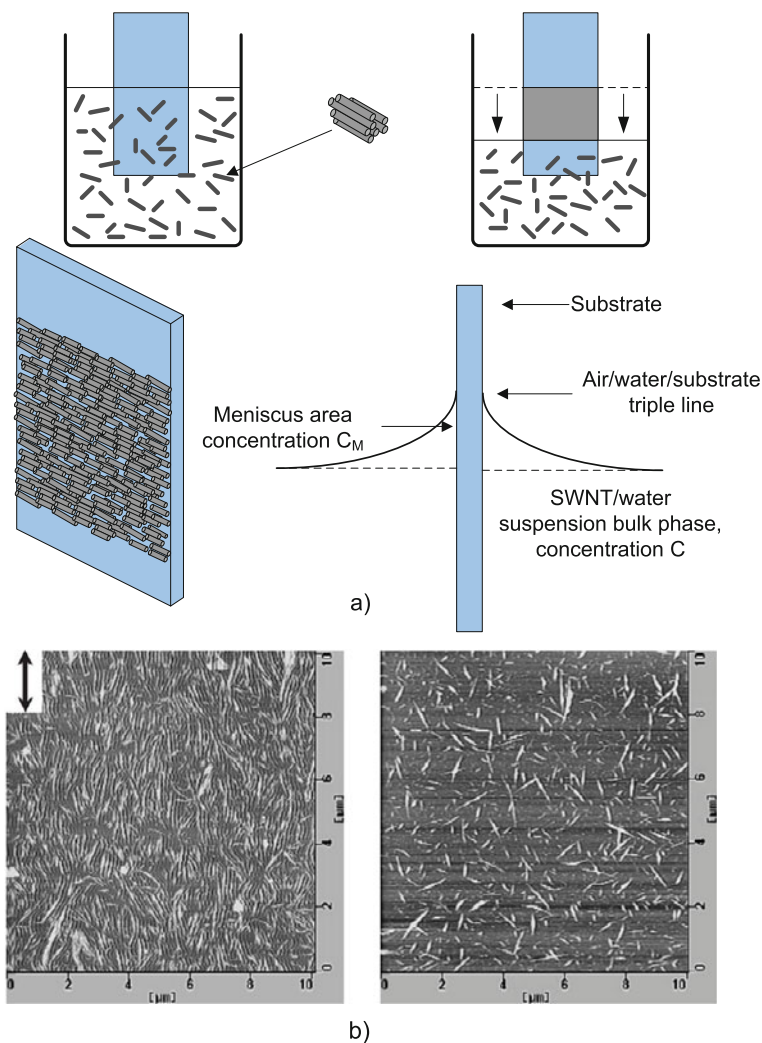 Substrate
Air/water/substrate
triple line
Meniscus area
concentration C_M
SWNT/water
suspension bulk phase,
concentration C
a)
10
8
6
4
2
0
[µm]
0 2 4 6 8 10
[µm]
10
8
6
4
2
0
[µm]
0 2 4 6 8 10
[µm]
b)